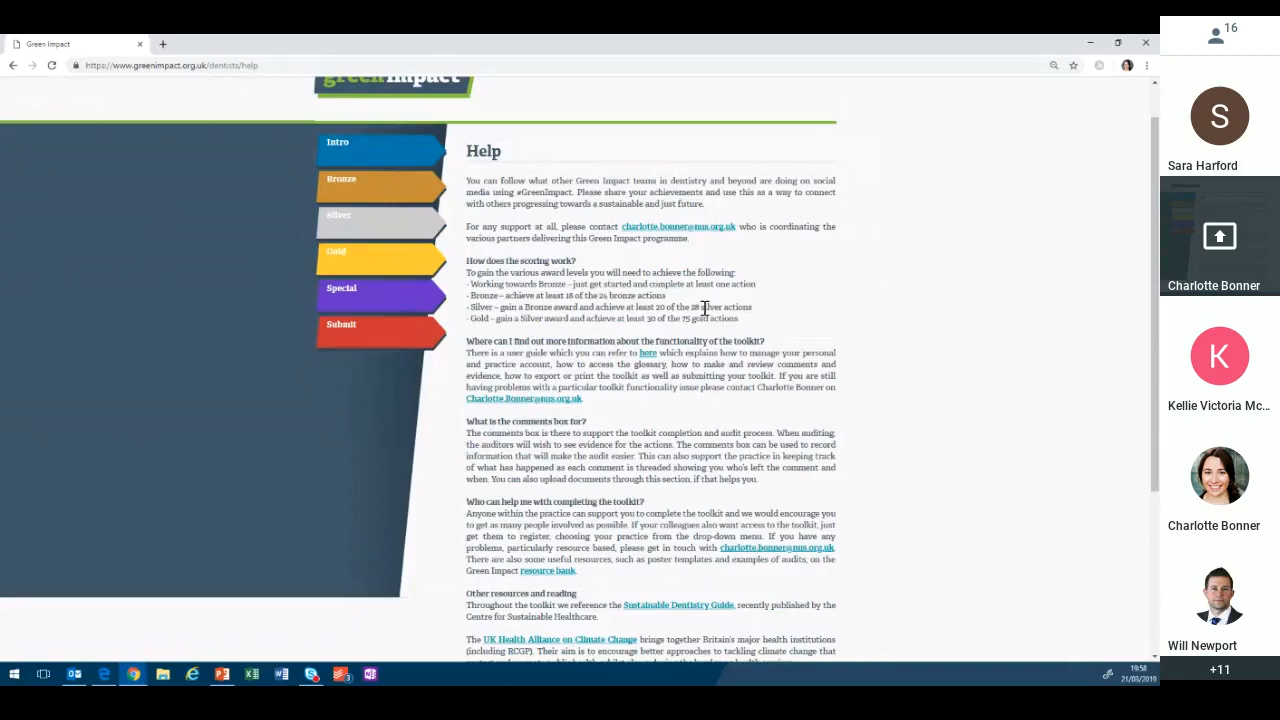 Green Impact
https://www.greenimpact.org.uk/dentists/help
green impact
Intro
Bronze
Silver
Gold
Special
Submit
Help
You can follow what other Green Impact teams in dentistry and beyond are doing on social
media using #GreenImpact. Please share your achievements and use this as a way to connect
with others progressing towards a sustainable and just future.
For any support at all, please contact charlotte.bonner@nus.org.uk who is coordinating the
various partners delivering this Green Impact programme.
How does the scoring work?
To gain the various award levels you will need to achieve the following:
- Working towards Bronze – just get started and complete at least one action
- Bronze – achieve at least 18 of the 24 bronze actions
- Silver – gain a Bronze award and achieve at least 20 of the 28 silver actions
- Gold – gain a Silver award and achieve at least 30 of the 75 gold actions
Where can I find out more information about the functionality of the toolkit?
There is a user guide which you can refer to here which explains how to manage your personal
and practice account, how to access the glossary, how to make and review comments and
evidence, how to export or print the toolkit as well as submitting your toolkit. If you are still
having problems with a particular toolkit functionality issue please contact Charlotte Bonner on
Charlotte.Bonner@nus.org.uk.
What is the comments box for?
The comments box is there to support the toolkit completion and audit process. When auditing,
the auditors will wish to see evidence for the actions. The comments box can be used to record
information that will make the audit easier. This can also support the practice in keeping track
of what has happened as each comment is threaded showing you who's left the comment and
when. You can also upload documents through this section, if that helps you.
Who can help me with completing the toolkit?
Anyone within the practice can support you to complete the toolkit and we would encourage you
to get as many people involved as possible. If your colleagues also want access to the toolkit, just
get them to register, choosing your practice from the drop-down menu. If you have any
problems, particularly resource based, please get in touch with charlotte.bonner@nus.org.uk.
There are also some useful resources, such as poster templates and examples of audits, on the
Green Impact resource bank.
Other resources and reading
Throughout the toolkit we reference the Sustainable Dentistry Guide, recently published by the
Centre for Sustainable Healthcare.
The UK Health Alliance on Climate Change brings together Britain's major health institutions
(including RCGP). Their aim is to encourage better approaches to tackling climate change that
19:58
21/03/2019
16
S
Sara Harford
Charlotte Bonner
K
Kellie Victoria Mc...
Charlotte Bonner
Will Newport
+11